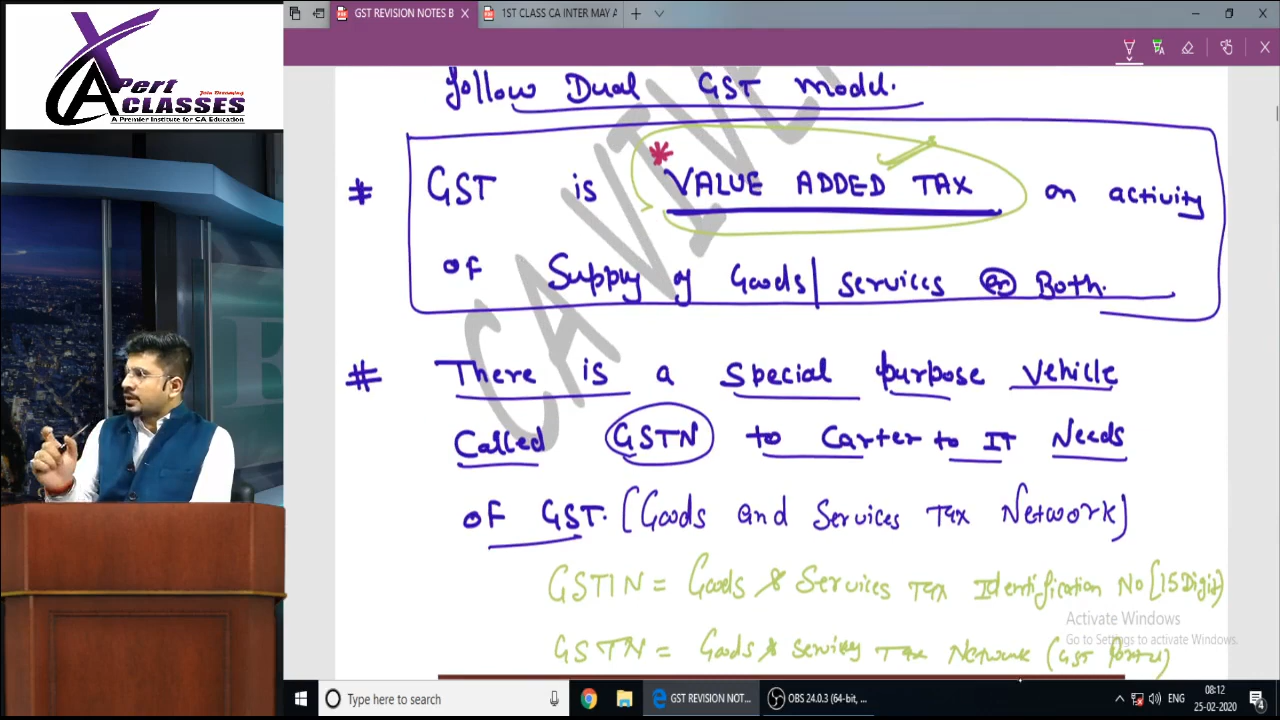 GST REVISION NOTES B
1ST CLASS CA INTER MAY A
XPert
Join Becoming
CA CLASSES
A Premier Institute for CA Education
follow Dual GST model.
* GST is VALUE ADDED TAX on activity
of Supply of Goods/services or Both.
# There is a special purpose vehicle
Called GSTN to Carter to IT Needs
of GST. [Goods and Services Tax Network]
GSTIN = Goods & Services Tax Identification No [15 Digit]
GSTN = Goods & services Tax Network (GST Portal)
CA VIVE
Activate Windows
Go to Settings to activate Windows.
Type here to search
GST REVISION NOT...
OBS 24.0.3 (64-bit, ...
ENG
08:12
25-02-2020
4